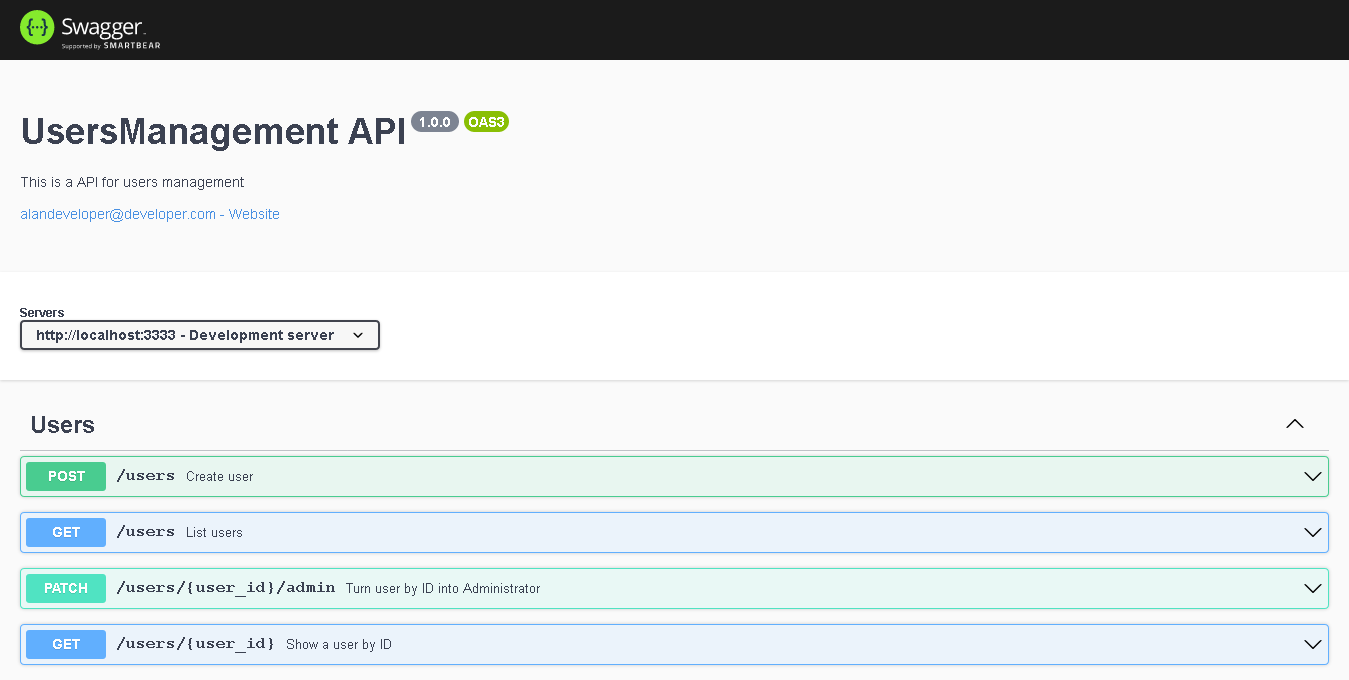 {···} Swagger.
Supported by SMARTBEAR
UsersManagement API 1.0.0 OAS3
This is a API for users management
alandeveloper@developer.com - Website
Servers
http://localhost:3333 - Development server
Users
POST /users Create user
GET /users List users
PATCH /users/{user_id}/admin Turn user by ID into Administrator
GET /users/{user_id} Show a user by ID